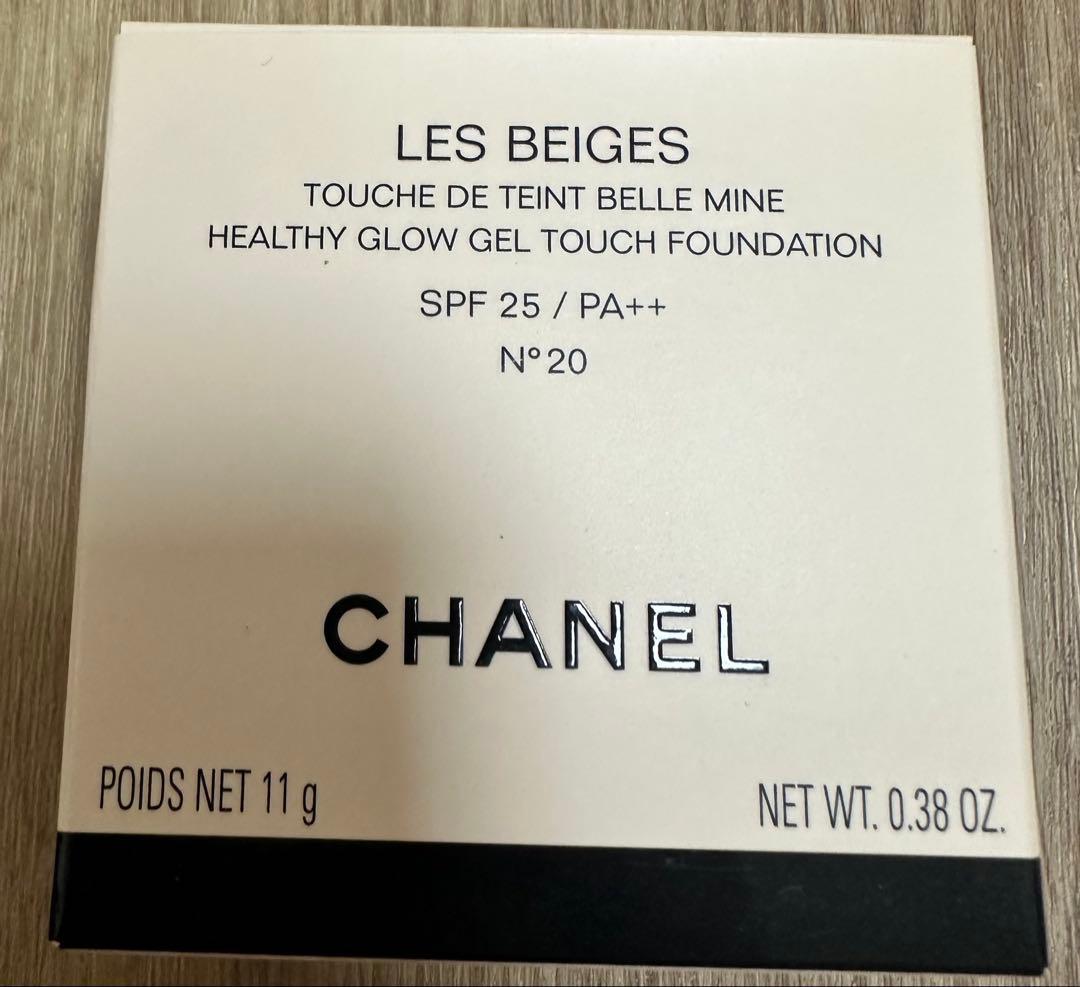 LES BEIGES
TOUCHE DE TEINT BELLE MINE
HEALTHY GLOW GEL TOUCH FOUNDATION
SPF 25 / PA++
N°20
CHANEL
POIDS NET 11 g
NET WT. 0.38 OZ.